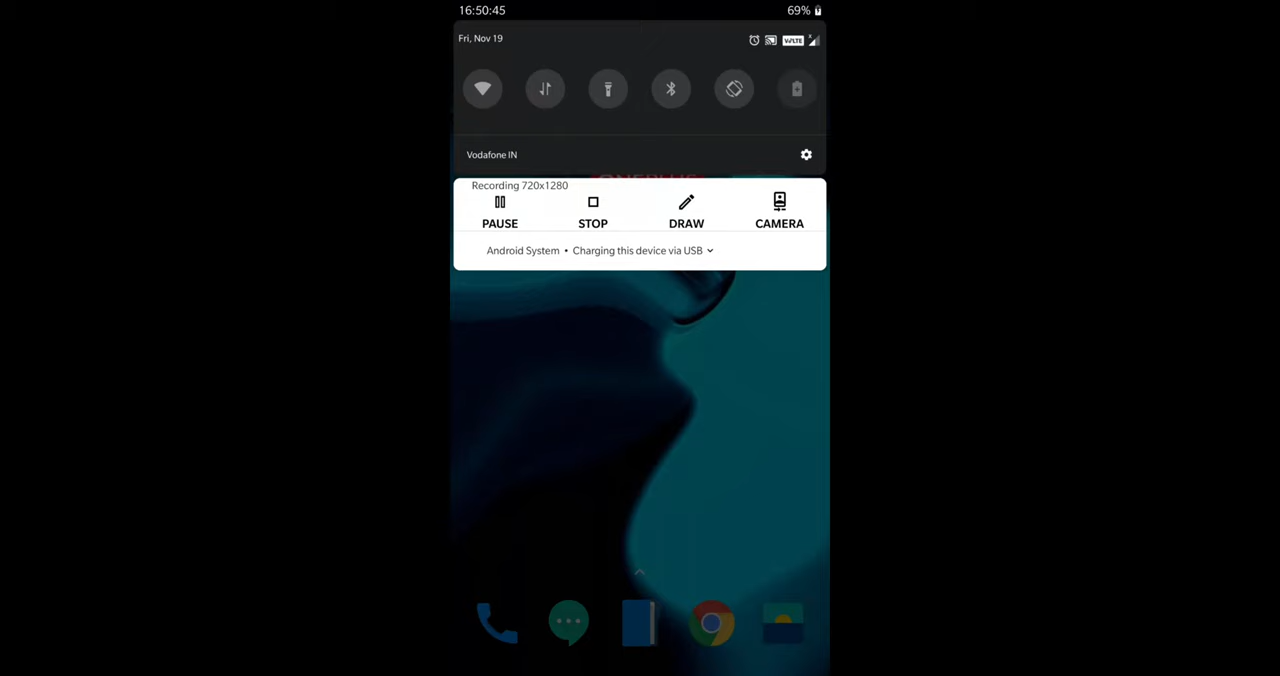 16:50:45
69%
Fri, Nov 19
VoLTE
Vodafone IN
Recording 720x1280
PAUSE STOP DRAW CAMERA
Android System • Charging this device via USB